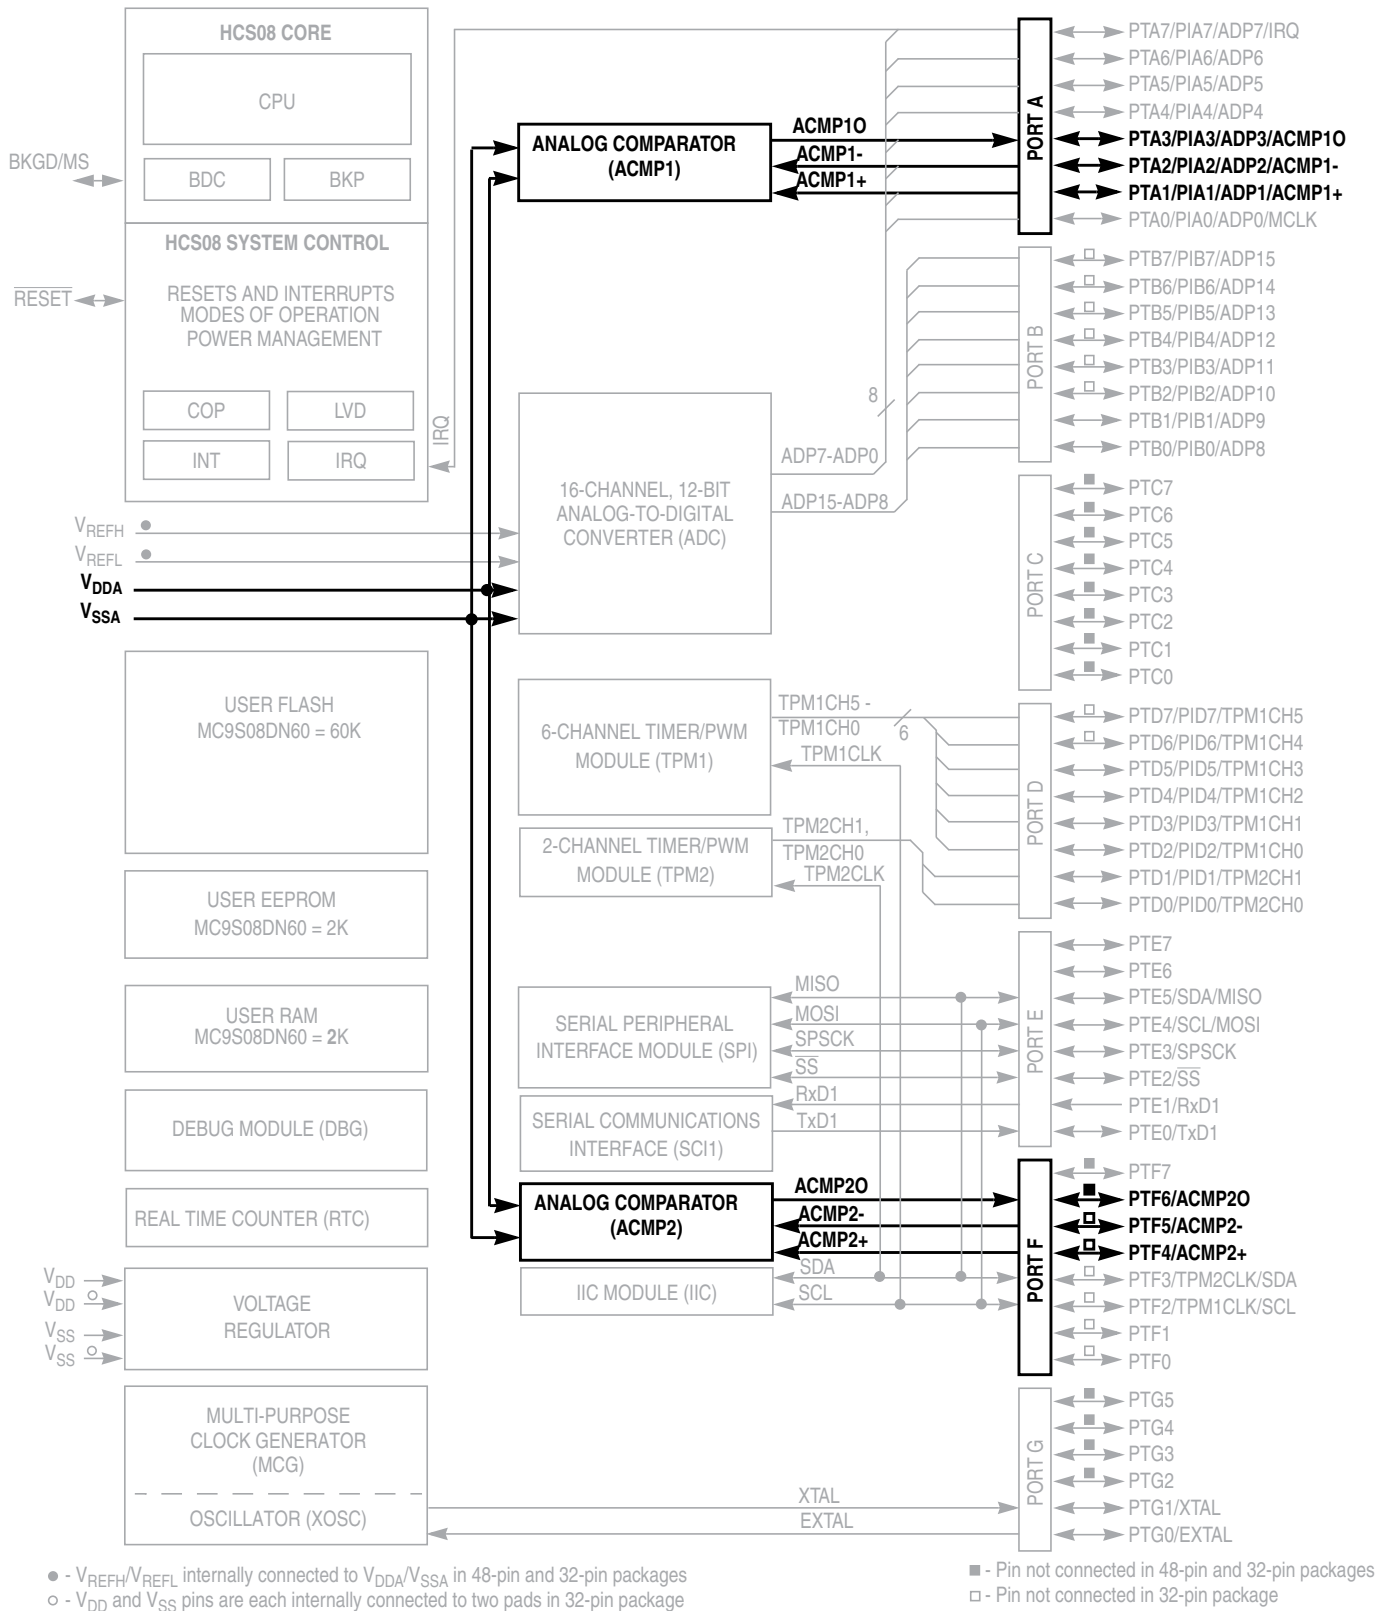 HCS08 CORE
CPU
BDC
BKP
BKGD/MS
HCS08 SYSTEM CONTROL
RESETS AND INTERRUPTS
MODES OF OPERATION
POWER MANAGEMENT
RESET
COP
LVD
INT
IRQ
IRQ
VREFH
VREFL
VDDA
VSSA
USER FLASH
MC9S08DN60 = 60K
USER EEPROM
MC9S08DN60 = 2K
USER RAM
MC9S08DN60 = 2K
DEBUG MODULE (DBG)
REAL TIME COUNTER (RTC)
VDD
VDD
VSS
VSS
VOLTAGE
REGULATOR
MULTI-PURPOSE
CLOCK GENERATOR
(MCG)
OSCILLATOR (XOSC)
ANALOG COMPARATOR
(ACMP1)
ACMP1O
ACMP1-
ACMP1+
16-CHANNEL, 12-BIT
ANALOG-TO-DIGITAL
CONVERTER (ADC)
8
ADP7-ADP0
ADP15-ADP8
6-CHANNEL TIMER/PWM
MODULE (TPM1)
TPM1CH5 -
TPM1CH0
6
TPM1CLK
2-CHANNEL TIMER/PWM
MODULE (TPM2)
TPM2CH1,
TPM2CH0
TPM2CLK
SERIAL PERIPHERAL
INTERFACE MODULE (SPI)
MISO
MOSI
SPSCK
SS
SERIAL COMMUNICATIONS
INTERFACE (SCI1)
RxD1
TxD1
ANALOG COMPARATOR
(ACMP2)
ACMP2O
ACMP2-
ACMP2+
IIC MODULE (IIC)
SDA
SCL
XTAL
EXTAL
PORT A
PTA7/PIA7/ADP7/IRQ
PTA6/PIA6/ADP6
PTA5/PIA5/ADP5
PTA4/PIA4/ADP4
PTA3/PIA3/ADP3/ACMP1O
PTA2/PIA2/ADP2/ACMP1-
PTA1/PIA1/ADP1/ACMP1+
PTA0/PIA0/ADP0/MCLK
PORT B
PTB7/PIB7/ADP15
PTB6/PIB6/ADP14
PTB5/PIB5/ADP13
PTB4/PIB4/ADP12
PTB3/PIB3/ADP11
PTB2/PIB2/ADP10
PTB1/PIB1/ADP9
PTB0/PIB0/ADP8
PORT C
PTC7
PTC6
PTC5
PTC4
PTC3
PTC2
PTC1
PTC0
PORT D
PTD7/PID7/TPM1CH5
PTD6/PID6/TPM1CH4
PTD5/PID5/TPM1CH3
PTD4/PID4/TPM1CH2
PTD3/PID3/TPM1CH1
PTD2/PID2/TPM1CH0
PTD1/PID1/TPM2CH1
PTD0/PID0/TPM2CH0
PORT E
PTE7
PTE6
PTE5/SDA/MISO
PTE4/SCL/MOSI
PTE3/SPSCK
PTE2/SS
PTE1/RxD1
PTE0/TxD1
PORT F
PTF7
PTF6/ACMP2O
PTF5/ACMP2-
PTF4/ACMP2+
PTF3/TPM2CLK/SDA
PTF2/TPM1CLK/SCL
PTF1
PTF0
PORT G
PTG5
PTG4
PTG3
PTG2
PTG1/XTAL
PTG0/EXTAL
● - VREFH/VREFL internally connected to VDDA/VSSA in 48-pin and 32-pin packages
○ - VDD and VSS pins are each internally connected to two pads in 32-pin package
■ - Pin not connected in 48-pin and 32-pin packages
□ - Pin not connected in 32-pin package